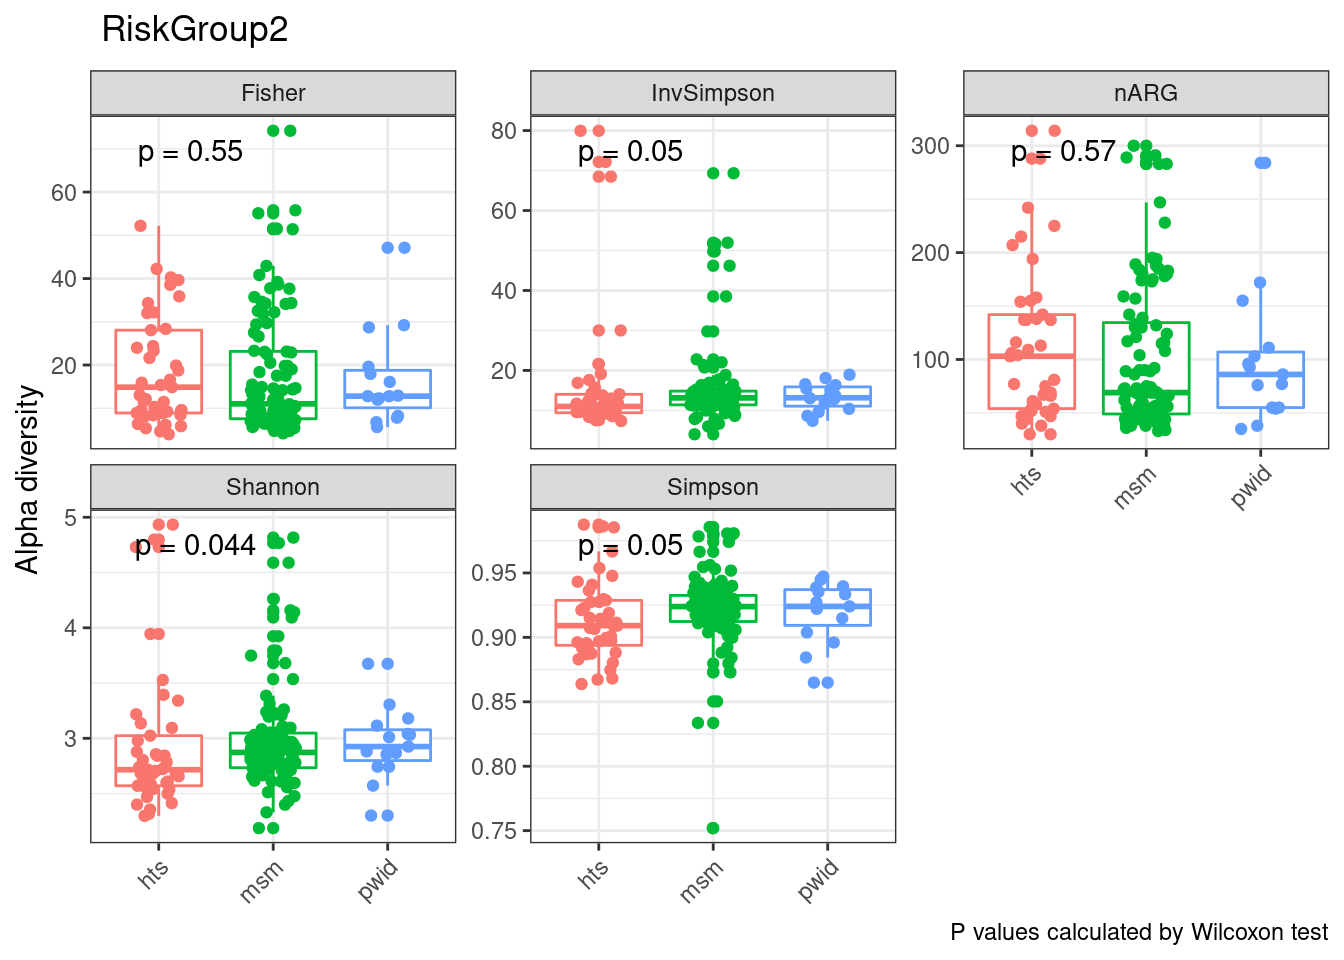 RiskGroup2
Alpha diversity
Fisher
p = 0.55
60
40
20
InvSimpson
p = 0.05
80
60
40
20
nARG
p = 0.57
300
200
100
hts
msm
pwid
Shannon
p = 0.044
5
4
3
hts
msm
pwid
Simpson
p = 0.05
0.95
0.90
0.85
0.80
0.75
hts
msm
pwid
P values calculated by Wilcoxon test